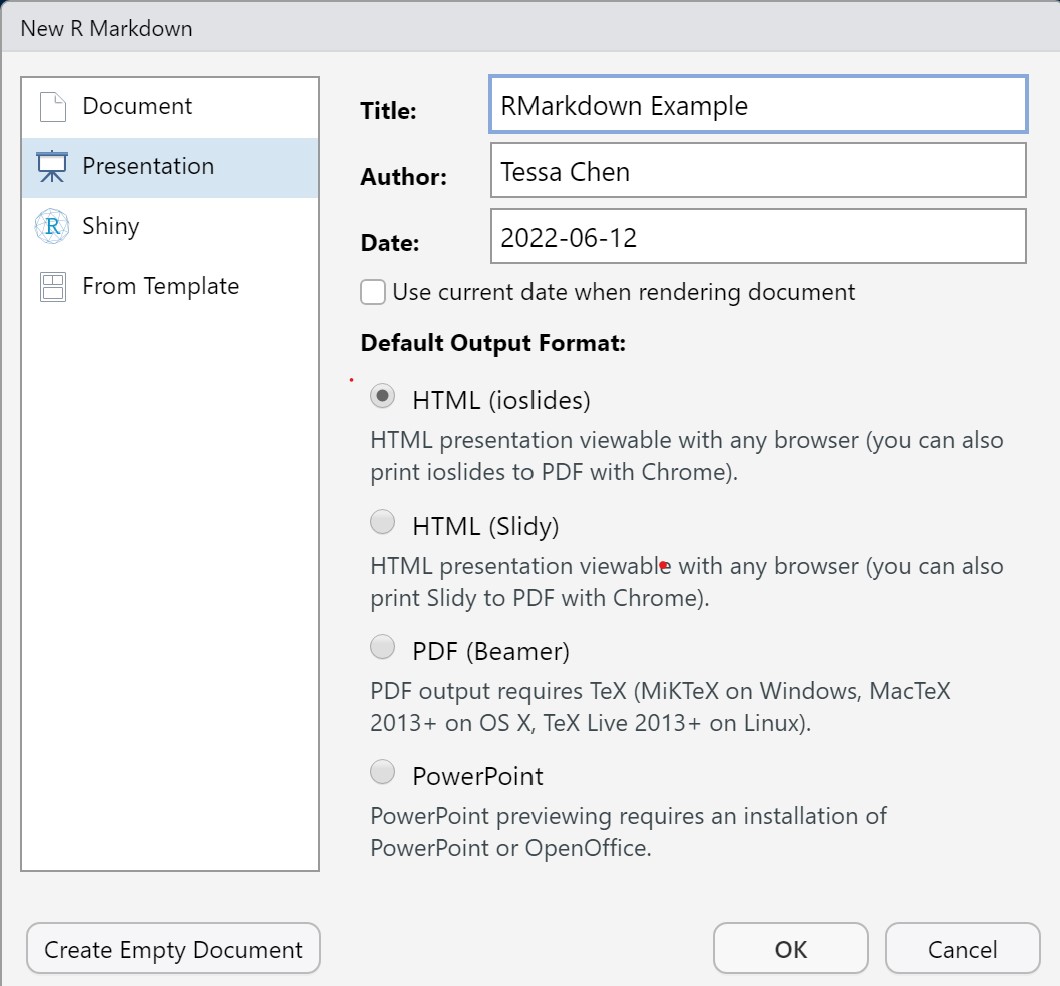 New R Markdown
Document
Presentation
R
Shiny
From Template
Title:
RMarkdown Example
Author:
Tessa Chen
Date:
2022-06-12
Use current date when rendering document
Default Output Format:
HTML (ioslides)
HTML presentation viewable with any browser (you can also
print ioslides to PDF with Chrome).
HTML (Slidy)
HTML presentation viewable with any browser (you can also
print Slidy to PDF with Chrome).
PDF (Beamer)
PDF output requires TeX (MiKTeX on Windows, MacTeX
2013+ on OS X, TeX Live 2013+ on Linux).
PowerPoint
PowerPoint previewing requires an installation of
PowerPoint or OpenOffice.
Create Empty Document
OK
Cancel